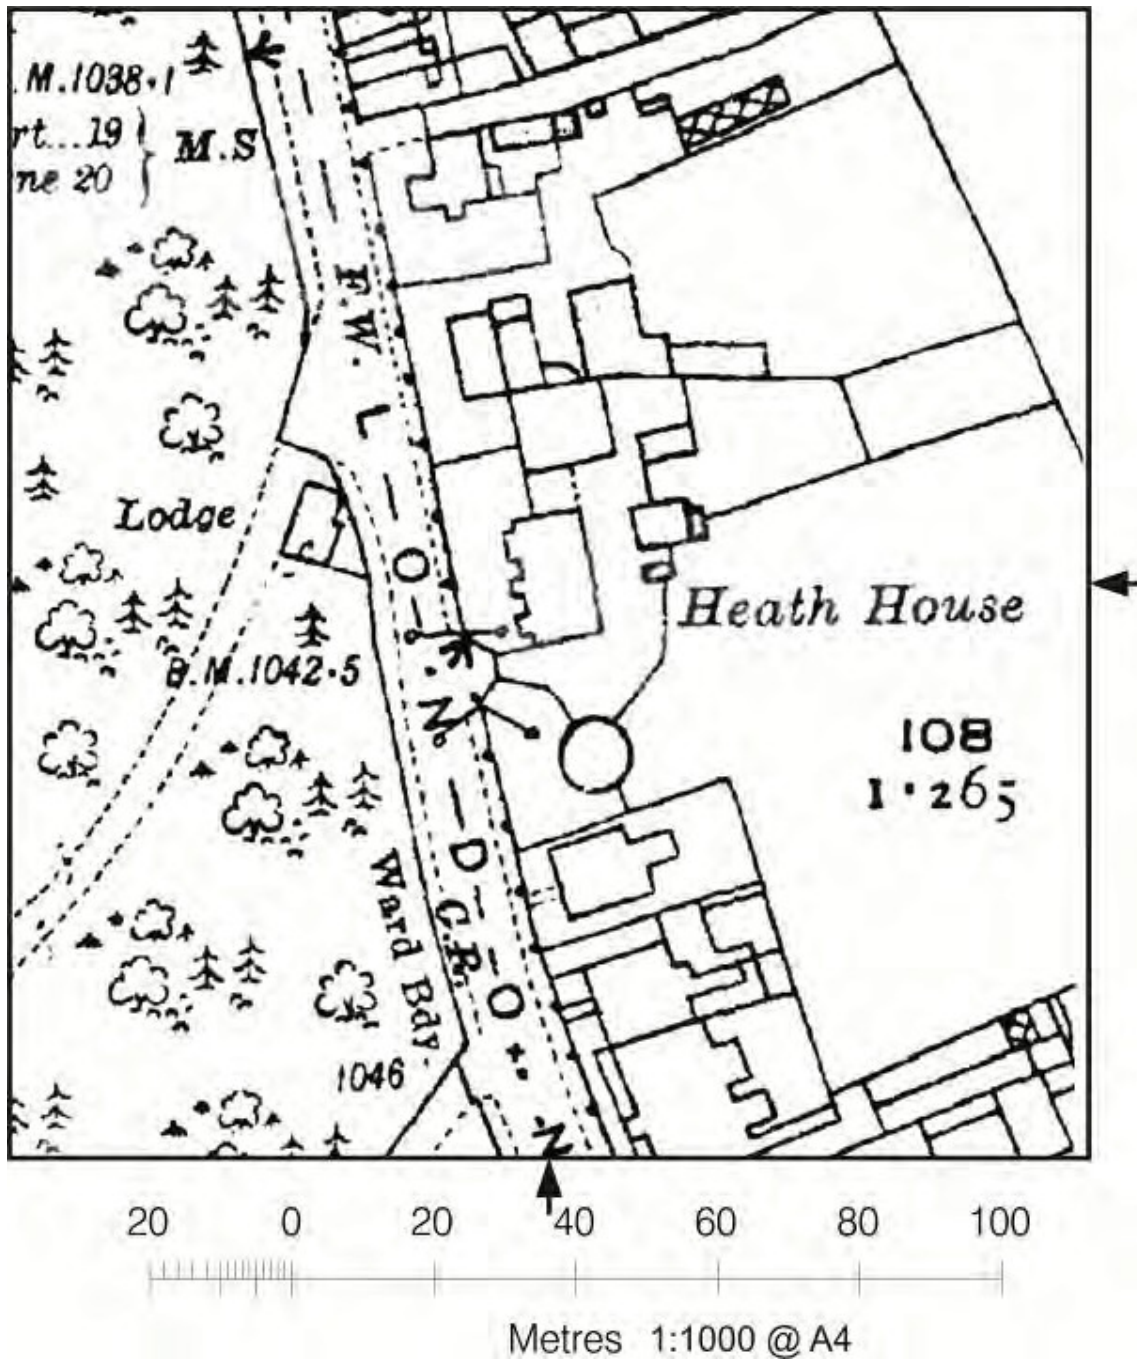 M.1038·1
rt...19
ne 20
M.S
F.W.
LONDON
Lodge
Heath House
B.M.1042·5
108
1·265
C.R.
Ward Bdy.
1046
20 0 20 40 60 80 100
Metres 1:1000 @ A4